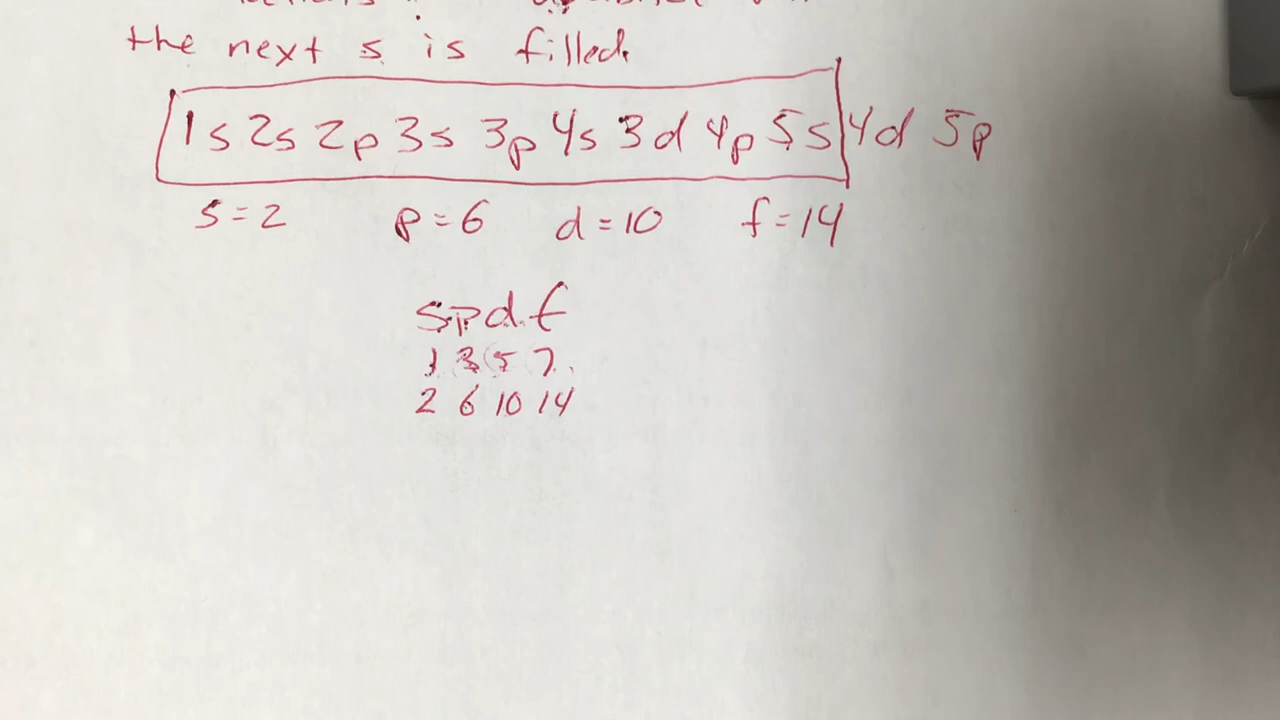 the next s is filled.
1s 2s 2p 3s 3p 4s 3d 4p 5s 4d 5p
s=2 p=6 d=10 f=14
s p d f
1 3 5 7
2 6 10 14